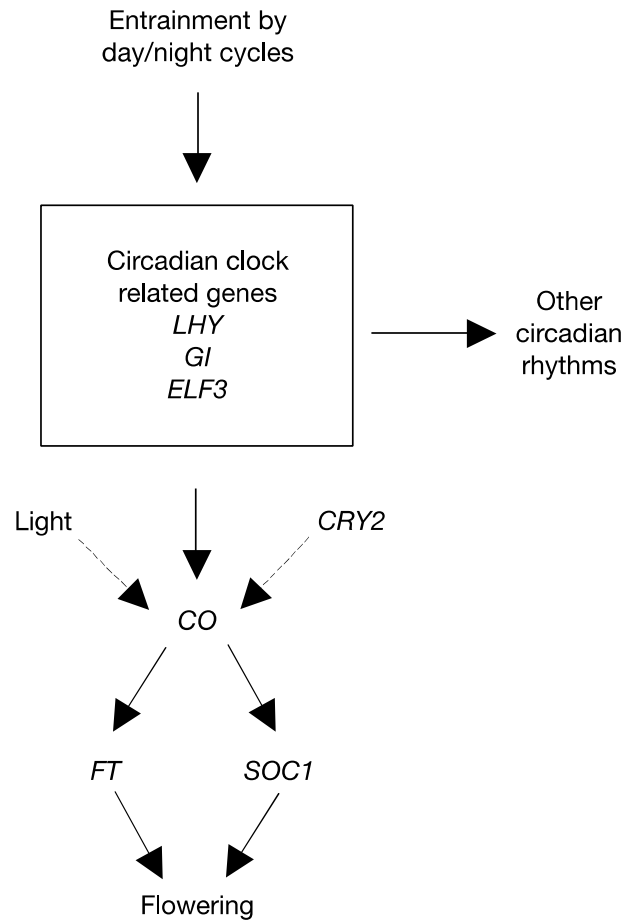 Entrainment by
day/night cycles
Circadian clock
related genes
LHY
GI
ELF3
Other
circadian
rhythms
Light
CRY2
CO
FT
SOC1
Flowering